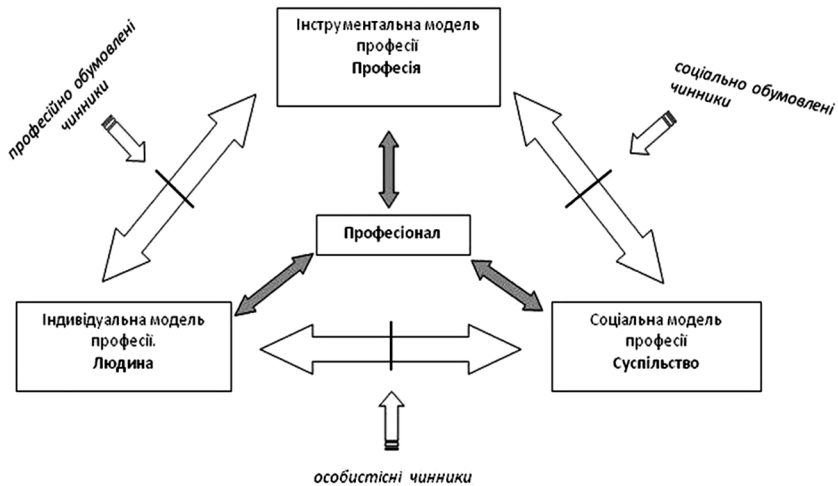 Інструментальна модель
професії
Професія
професійно обумовлені
чинники
соціально обумовлені
чинники
Професіонал
Індивідуальна модель
професії.
Людина
Соціальна модель
професії
Суспільство
особистісні чинники